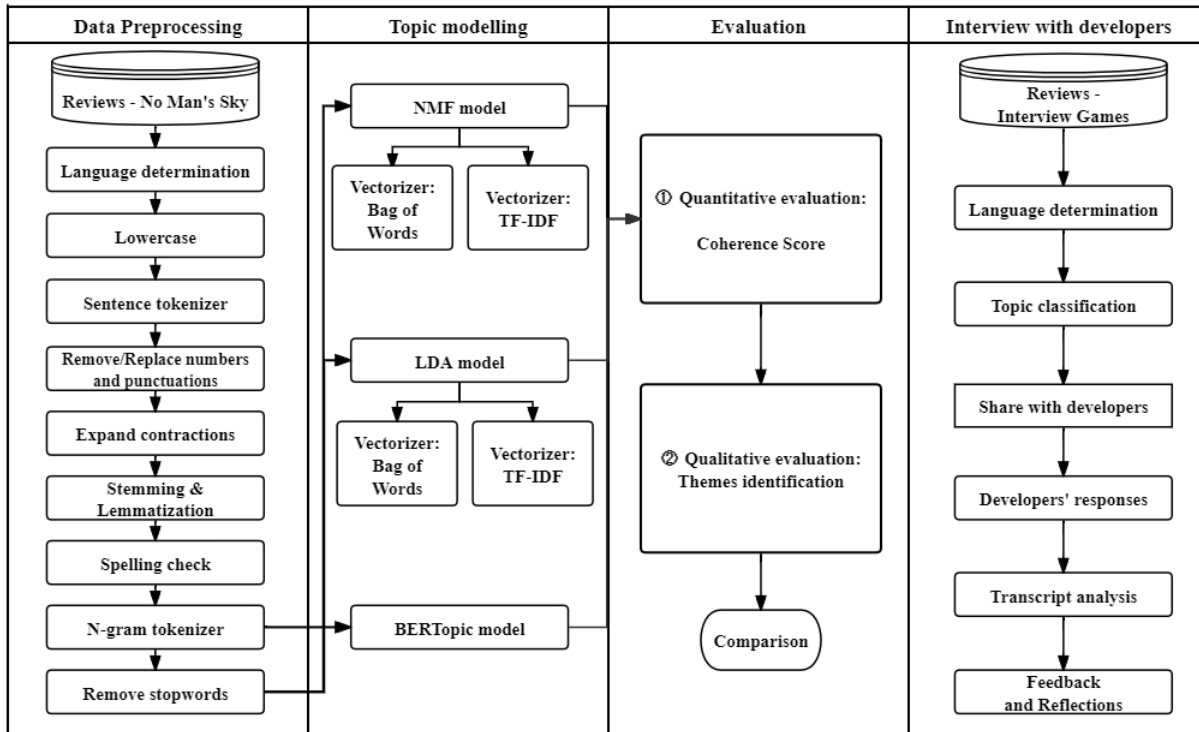 Data Preprocessing
Reviews - No Man's Sky
Language determination
Lowercase
Sentence tokenizer
Remove/Replace numbers
and punctuations
Expand contractions
Stemming &
Lemmatization
Spelling check
N-gram tokenizer
Remove stopwords
Topic modelling
NMF model
Vectorizer:
Bag of
Words
Vectorizer:
TF-IDF
LDA model
Vectorizer:
Bag of
Words
Vectorizer:
TF-IDF
BERTopic model
Evaluation
① Quantitative evaluation:
Coherence Score
② Qualitative evaluation:
Themes identification
Comparison
Interview with developers
Reviews -
Interview Games
Language determination
Topic classification
Share with developers
Developers' responses
Transcript analysis
Feedback
and Reflections